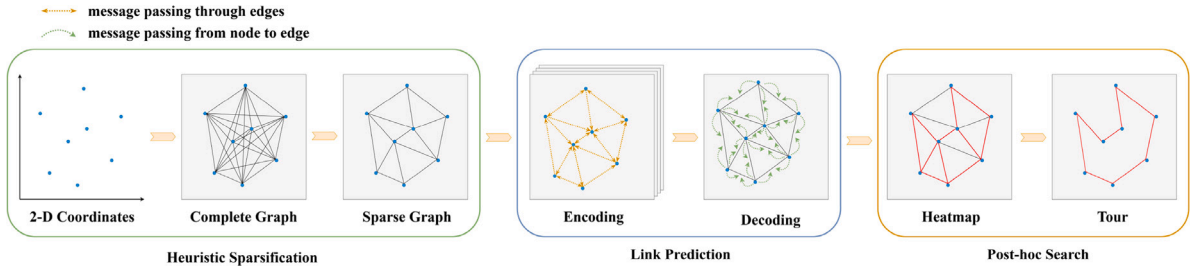 message passing through edges
message passing from node to edge
2-D Coordinates
Complete Graph
Sparse Graph
Encoding
Decoding
Heatmap
Tour
Heuristic Sparsification
Link Prediction
Post-hoc Search